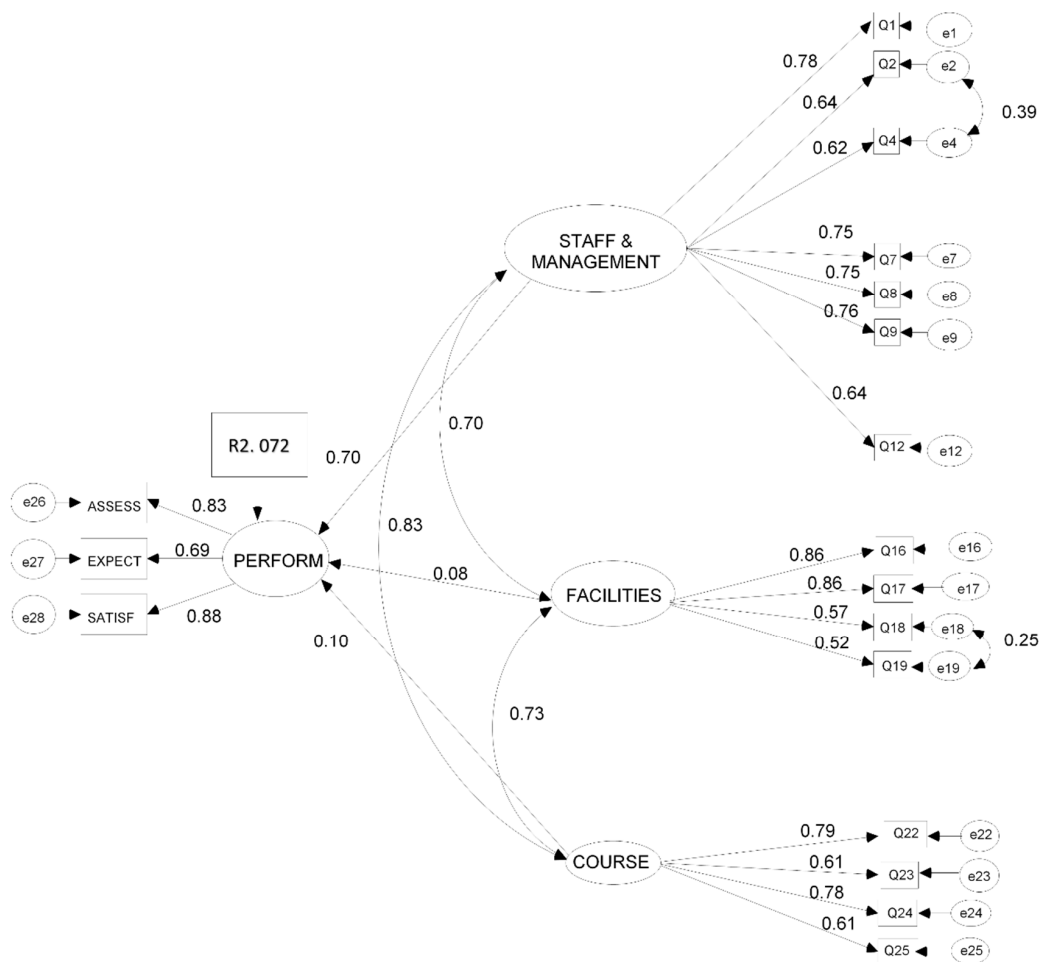 Q1
e1
0.78
Q2
e2
0.64
0.39
0.62
Q4
e4
STAFF &
MANAGEMENT
0.75
Q7
e7
0.75
Q8
e8
0.76
Q9
e9
0.64
Q12
e12
0.70
R2. 072
0.70
0.83
e26
ASSESS
0.83
e27
EXPECT
0.69
PERFORM
e28
SATISF
0.88
0.08
FACILITIES
0.86
Q16
e16
0.86
Q17
e17
0.57
Q18
e18
0.25
0.52
Q19
e19
0.10
0.73
COURSE
0.79
Q22
e22
0.61
Q23
e23
0.78
Q24
e24
0.61
Q25
e25